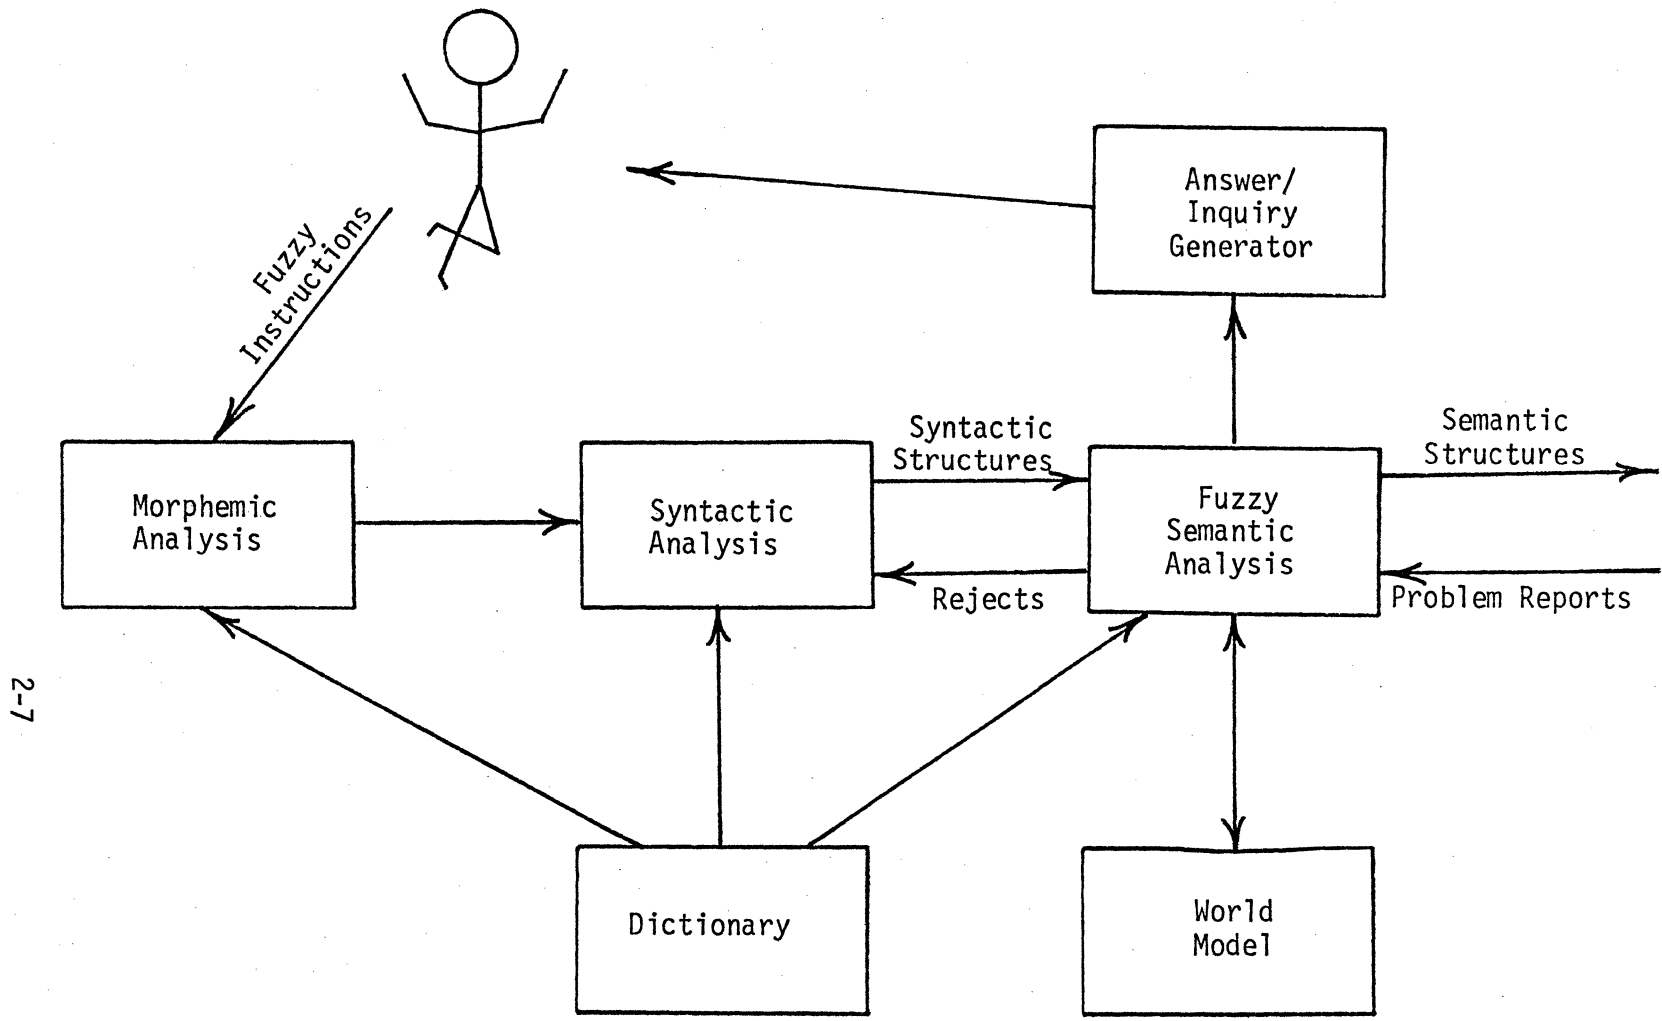 Answer/
Inquiry
Generator
Fuzzy
Instructions
Syntactic
Structures
Semantic
Structures
Morphemic
Analysis
Syntactic
Analysis
Fuzzy
Semantic
Analysis
Rejects
Problem Reports
2-7
Dictionary
World
Model